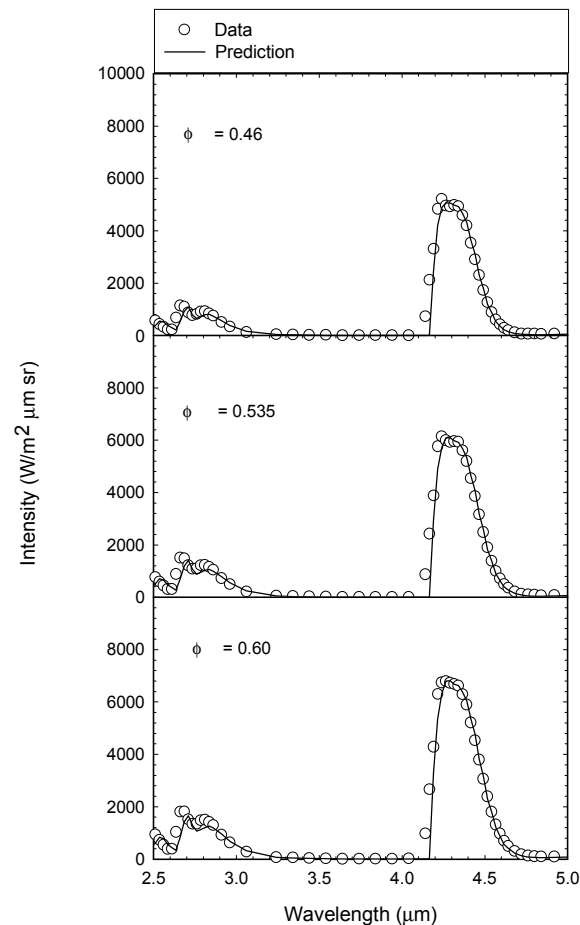 Data
Prediction
10000
8000
ϕ = 0.46
6000
4000
2000
0
8000
ϕ = 0.535
6000
4000
2000
0
8000
ϕ = 0.60
6000
4000
2000
0
2.5 3.0 3.5 4.0 4.5 5.0
Wavelength (μm)
Intensity (W/m² μm sr)